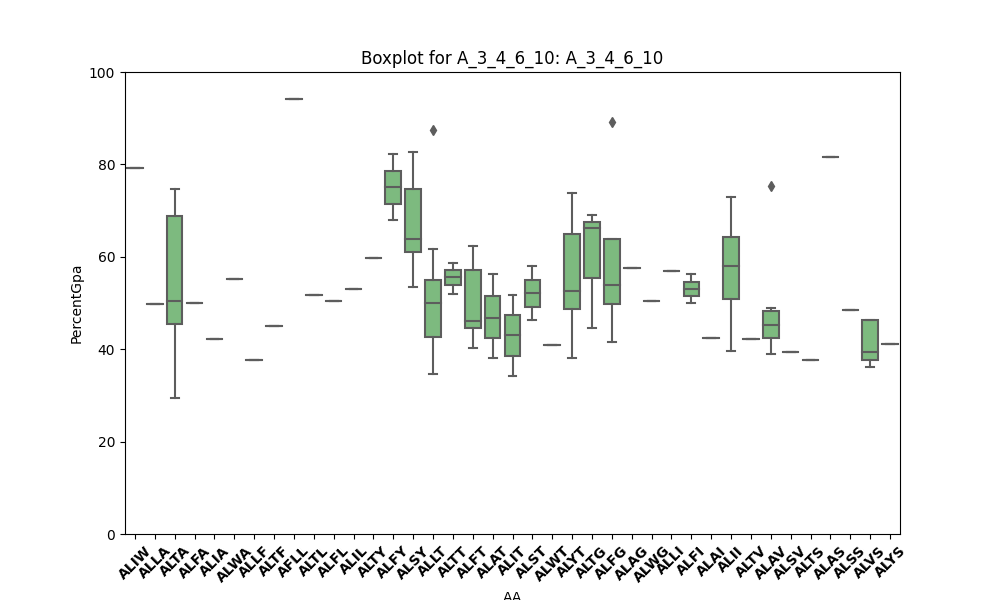 Boxplot for A_3_4_6_10: A_3_4_6_10
100
80
60
40
20
0
PercentGpa
ALIW ALLA ALTA ALFA ALIA ALWA ALLF ALTF AFLL ALTL ALFL ALIL ALTY ALFY ALSY ALLT ALTT ALFT ALAT ALIT ALST ALWT ALYT ALTG ALFG ALAG ALWG ALLI ALFI ALAI ALII ALTV ALAV ALSV ALTS ALAS ALSS ALVS ALYS
AA